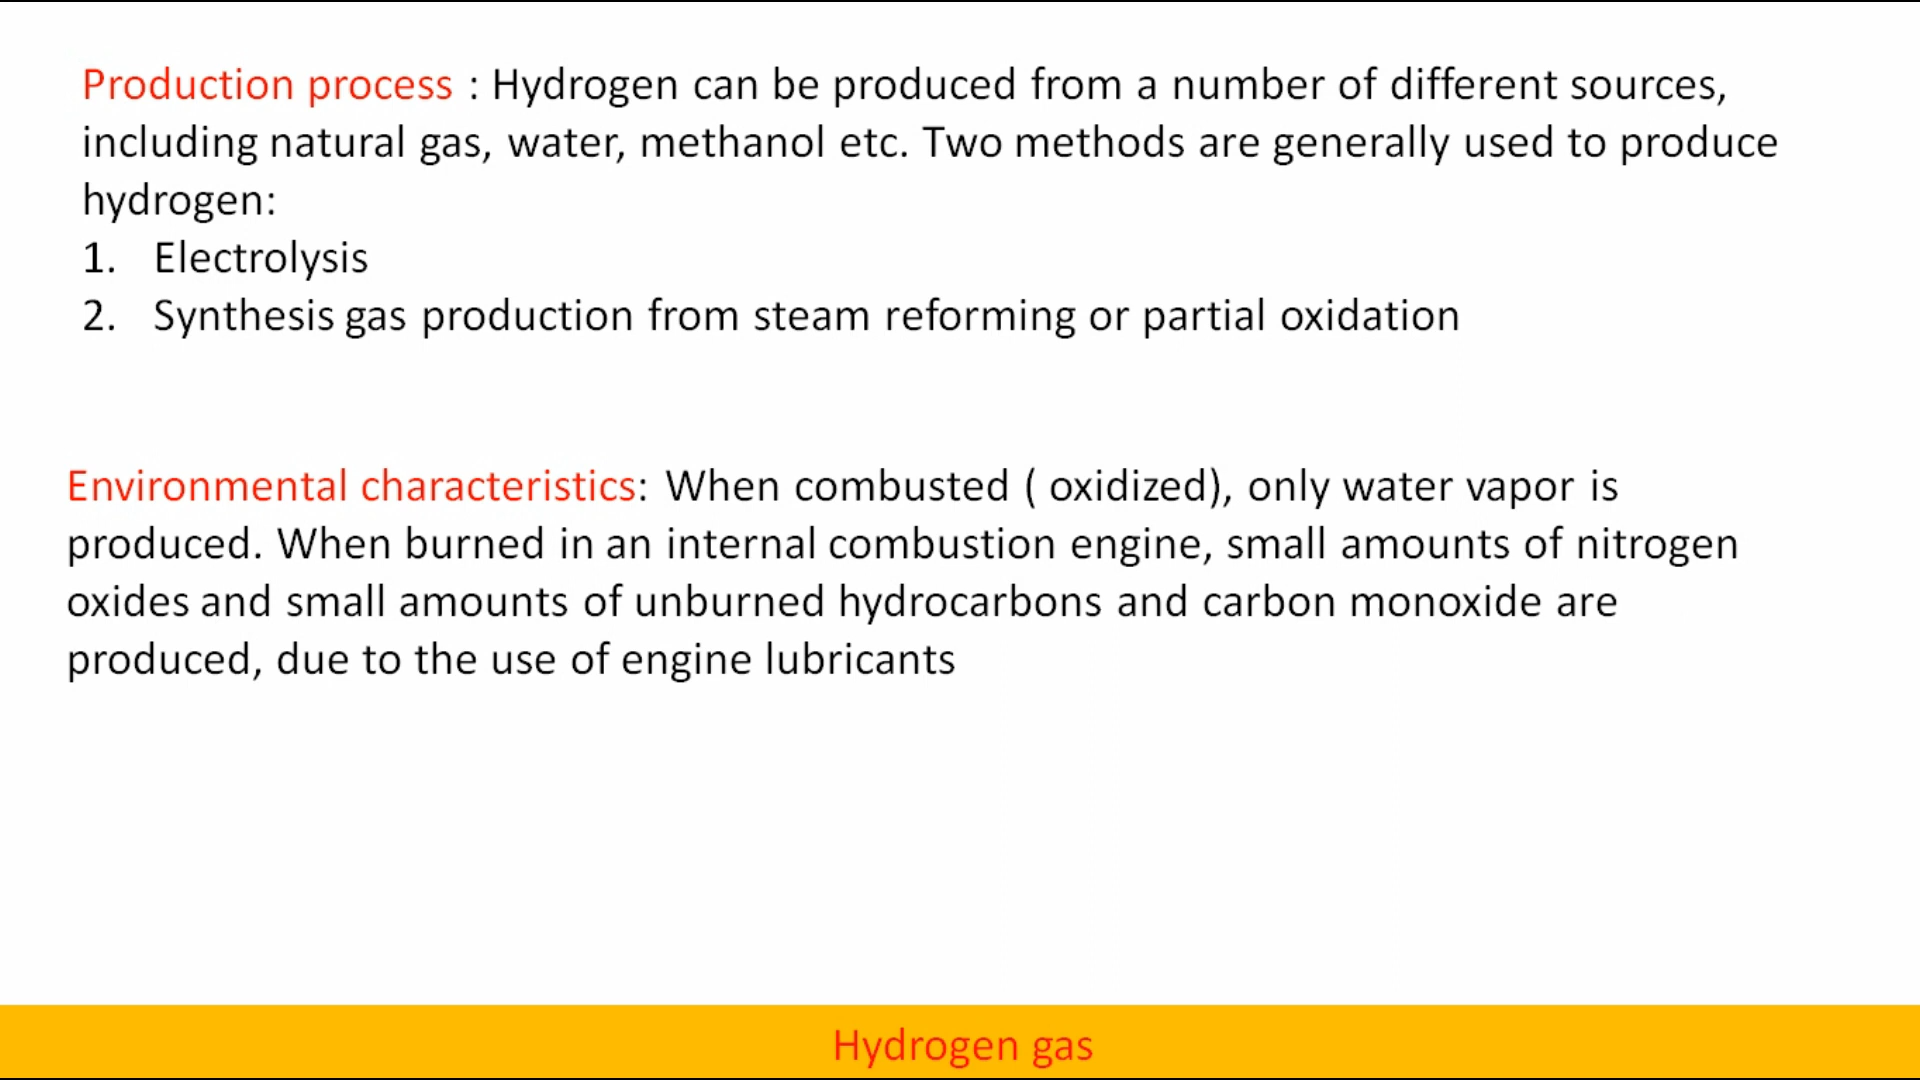 Production process : Hydrogen can be produced from a number of different sources,
including natural gas, water, methanol etc. Two methods are generally used to produce
hydrogen:
1. Electrolysis
2. Synthesis gas production from steam reforming or partial oxidation
Environmental characteristics: When combusted ( oxidized), only water vapor is
produced. When burned in an internal combustion engine, small amounts of nitrogen
oxides and small amounts of unburned hydrocarbons and carbon monoxide are
produced, due to the use of engine lubricants
Hydrogen gas